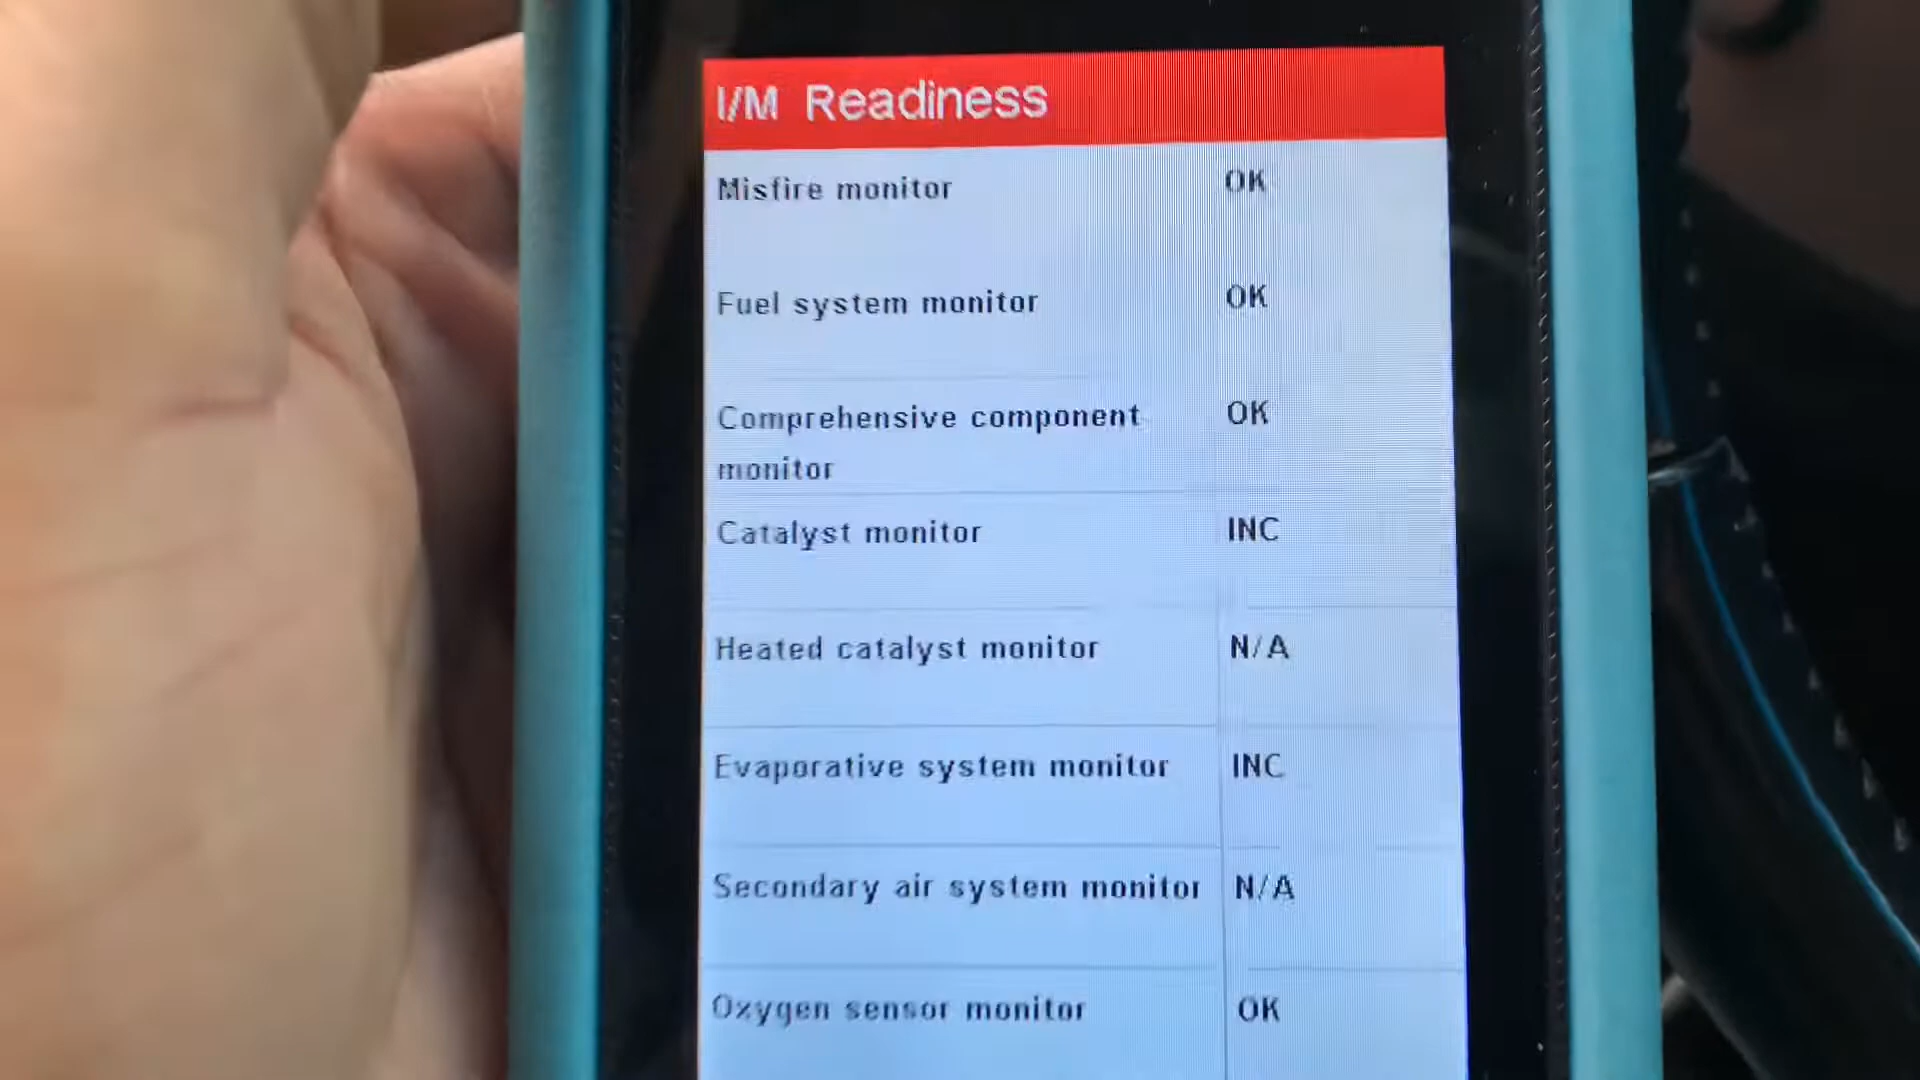 I/M Readiness
Misfire monitor OK
Fuel system monitor OK
Comprehensive component OK
monitor
Catalyst monitor INC
Heated catalyst monitor N/A
Evaporative system monitor INC
Secondary air system monitor N/A
Oxygen sensor monitor OK